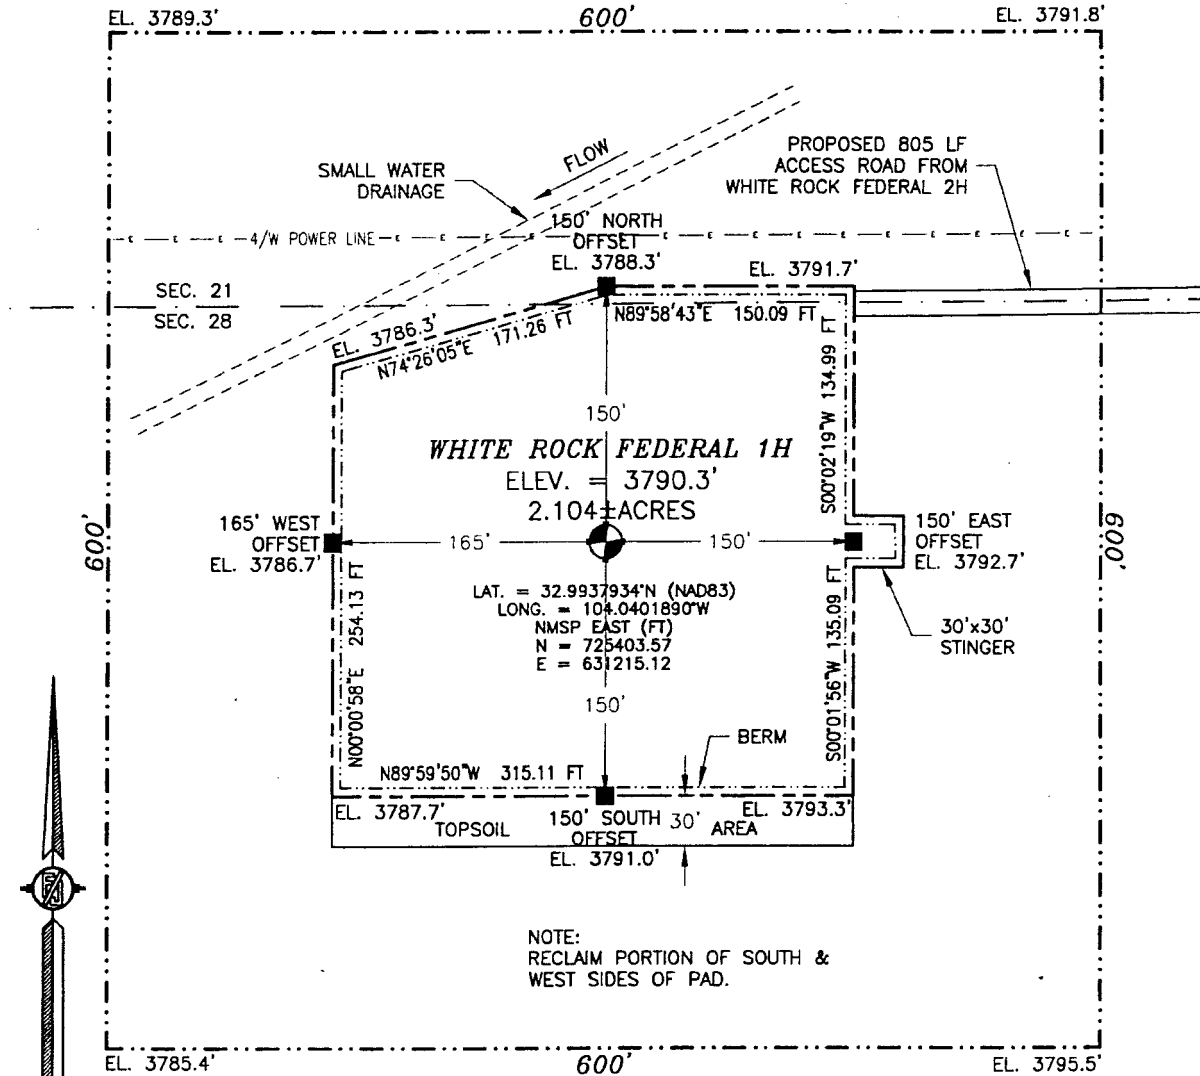 EL. 3789.3'
600'
EL. 3791.8'
PROPOSED 805 LF
ACCESS ROAD FROM
WHITE ROCK FEDERAL 2H
FLOW
SMALL WATER
DRAINAGE
150' NORTH
OFFSET
EL. 3788.3'
4/W POWER LINE
EL. 3791.7'
SEC. 21
SEC. 28
EL. 3786.3'
N74°26'05"E 171.26 FT
N89°58'43"E 150.09 FT
S00°02'19"W 134.99 FT
150'
WHITE ROCK FEDERAL 1H
ELEV. = 3790.3'
2.104±ACRES
600'
165' WEST
OFFSET
EL. 3786.7'
165'
150'
150' EAST
OFFSET
EL. 3792.7'
600'
LAT. = 32.9937934°N (NAD83)
LONG. = 104.0401890°W
NMSP EAST (FT)
N = 725403.57
E = 631215.12
30'x30'
STINGER
N00°00'58"E 254.13 FT
S00°01'56"W 135.09 FT
150'
BERM
N89°59'50"W 315.11 FT
EL. 3787.7'
EL. 3793.3'
TOPSOIL
150' SOUTH
OFFSET
EL. 3791.0'
30'
AREA
NOTE:
RECLAIM PORTION OF SOUTH &
WEST SIDES OF PAD.
EL. 3785.4'
600'
EL. 3795.5'